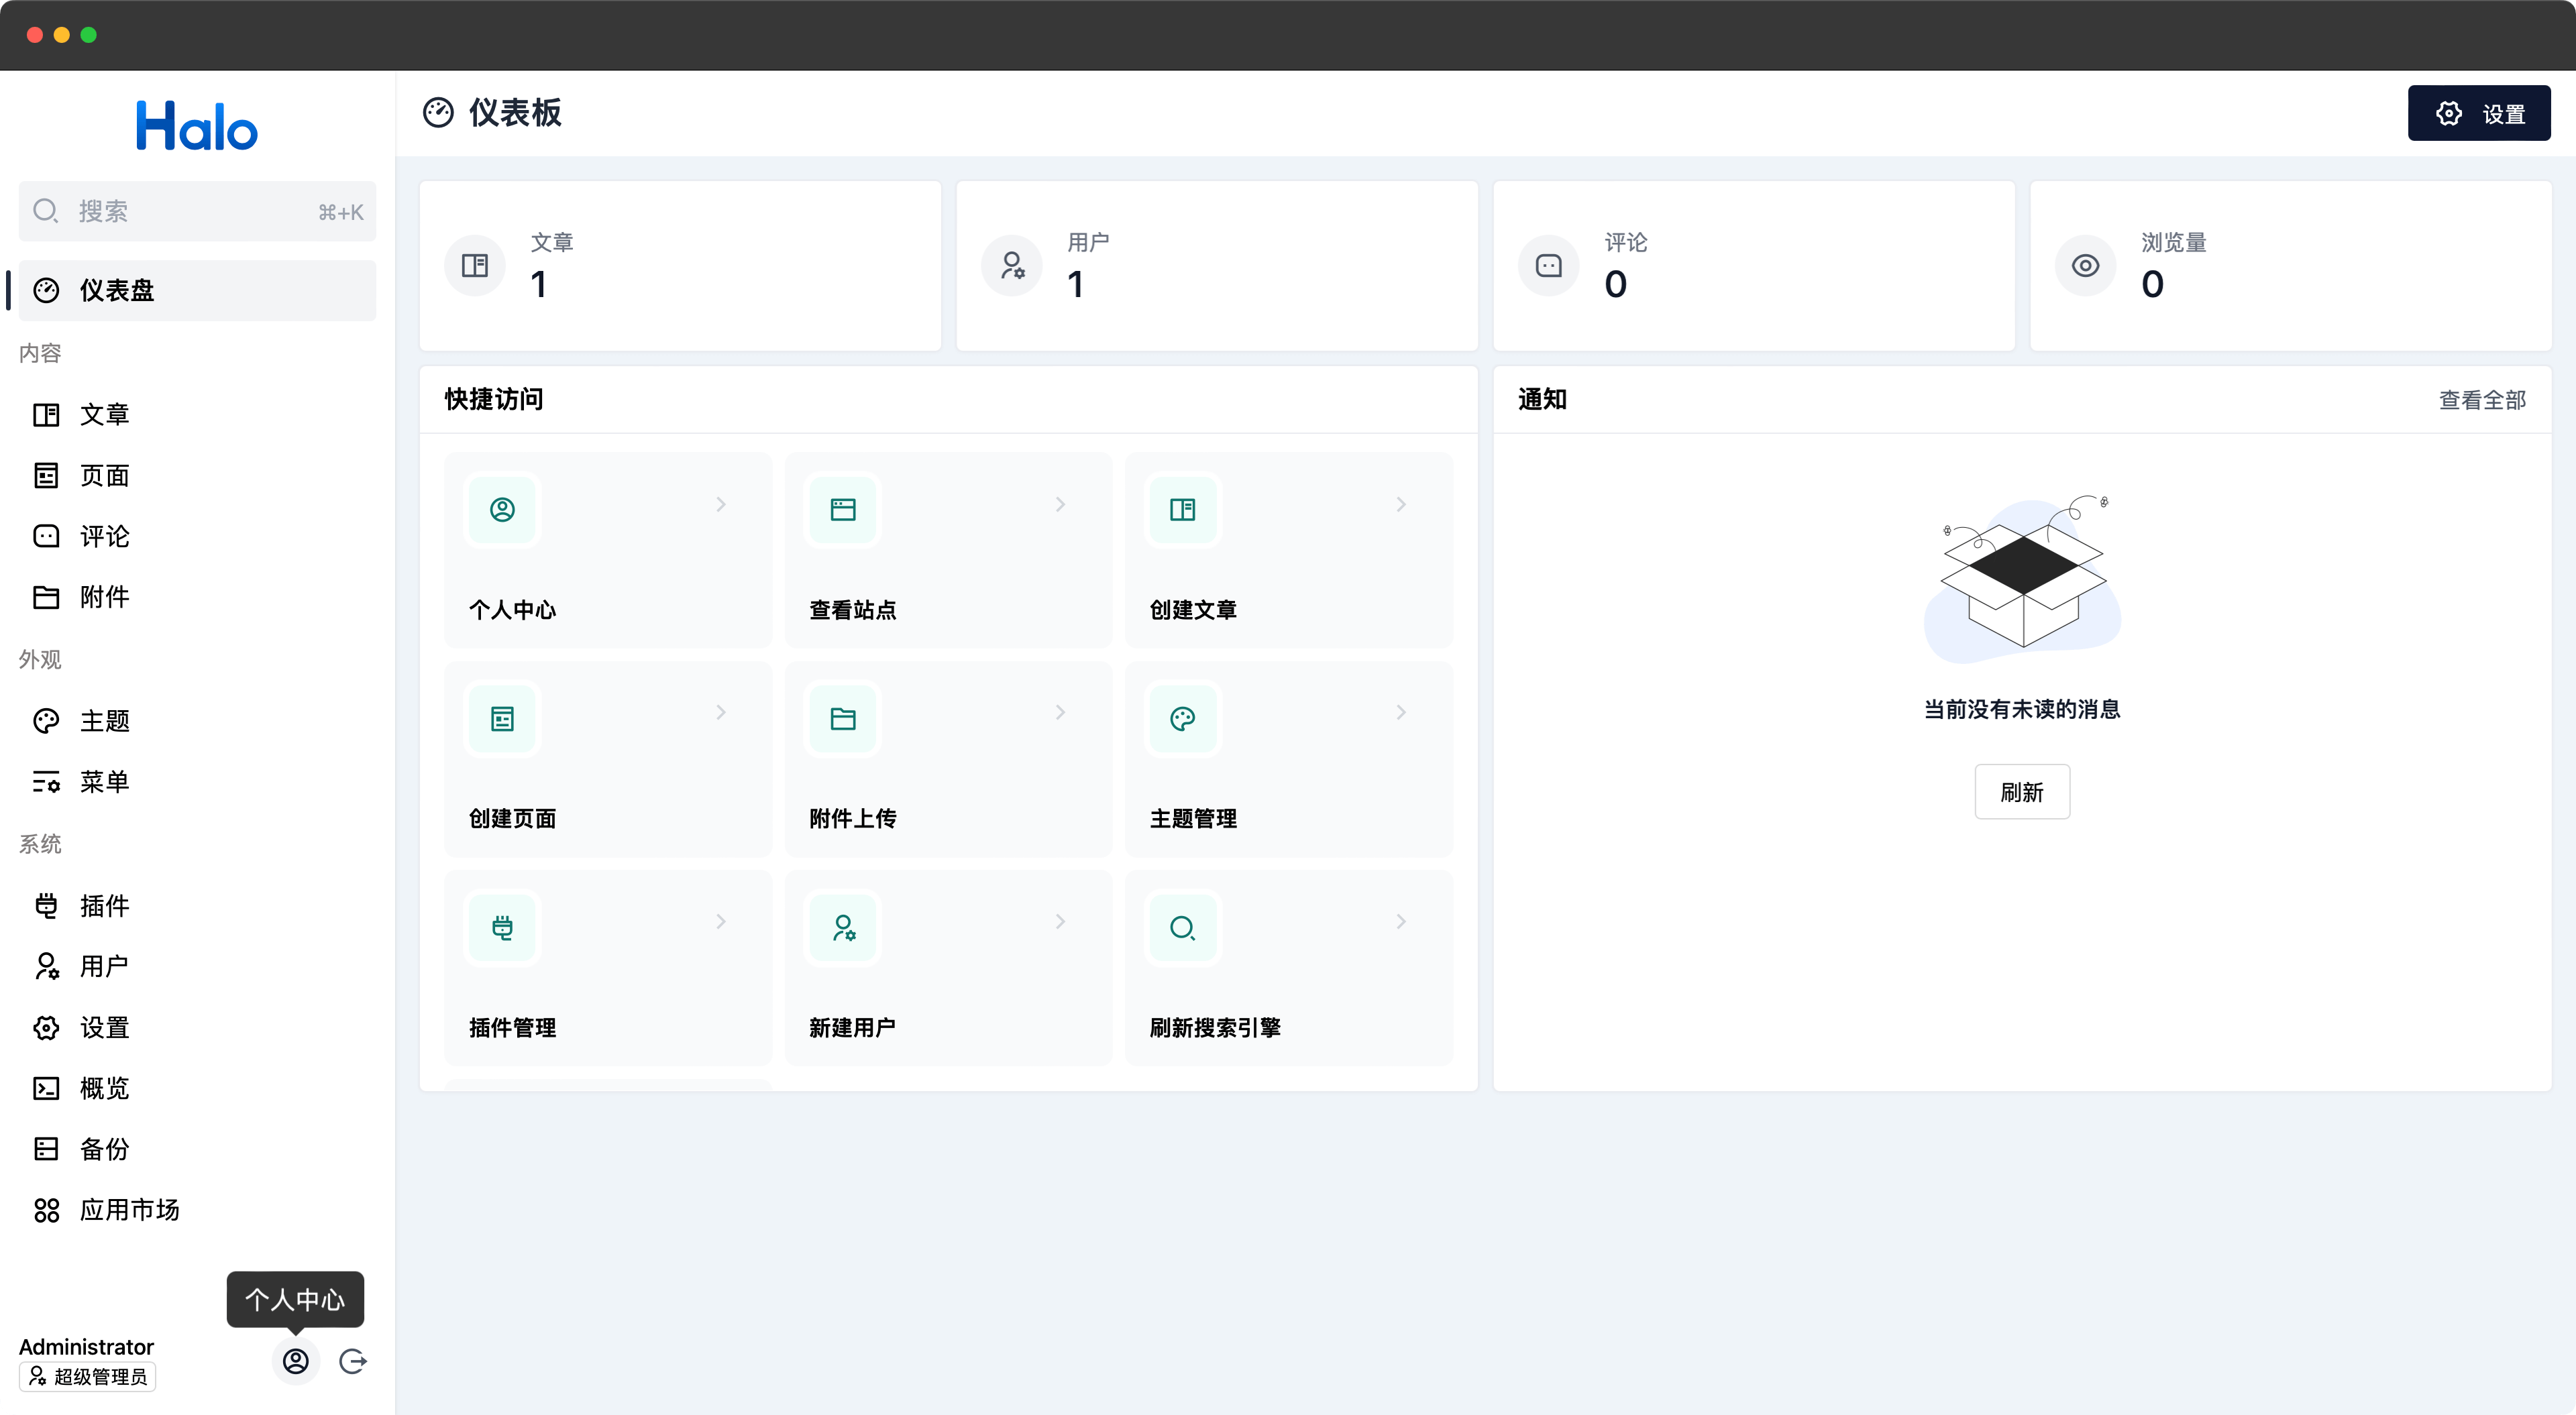 Halo
搜索 ⌘+K
仪表盘
内容
文章
页面
评论
附件
外观
主题
菜单
系统
插件
用户
设置
概览
备份
应用市场
个人中心
Administrator
超级管理员
仪表板
设置
文章
1
用户
1
评论
0
浏览量
0
快捷访问
个人中心
查看站点
创建文章
创建页面
附件上传
主题管理
插件管理
新建用户
刷新搜索引擎
通知
查看全部
当前没有未读的消息
刷新